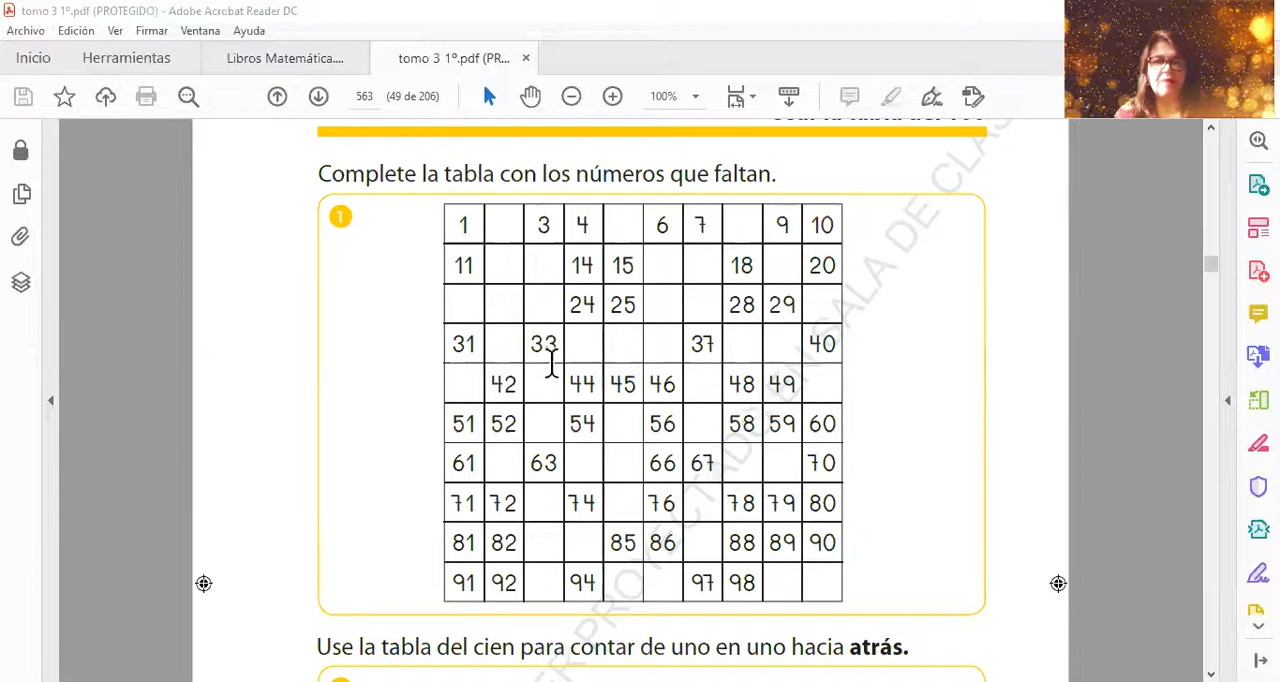 tomo 3 1º.pdf (PROTEGIDO) - Adobe Acrobat Reader DC
Archivo Edición Ver Firmar Ventana Ayuda
Inicio Herramientas Libros Matemática.... tomo 3 1º.pdf (PR... ×
563 (49 de 206) 100%
Complete la tabla con los números que faltan.
1
1 3 4 6 7 9 10
11 14 15 18 20
24 25 28 29
31 33 37 40
42 44 45 46 48 49
51 52 54 56 58 59 60
61 63 66 67 70
71 72 74 76 78 79 80
81 82 85 86 88 89 90
91 92 94 97 98
Use la tabla del cien para contar de uno en uno hacia atrás.
PROYECTADO EN SALA DE CLAS